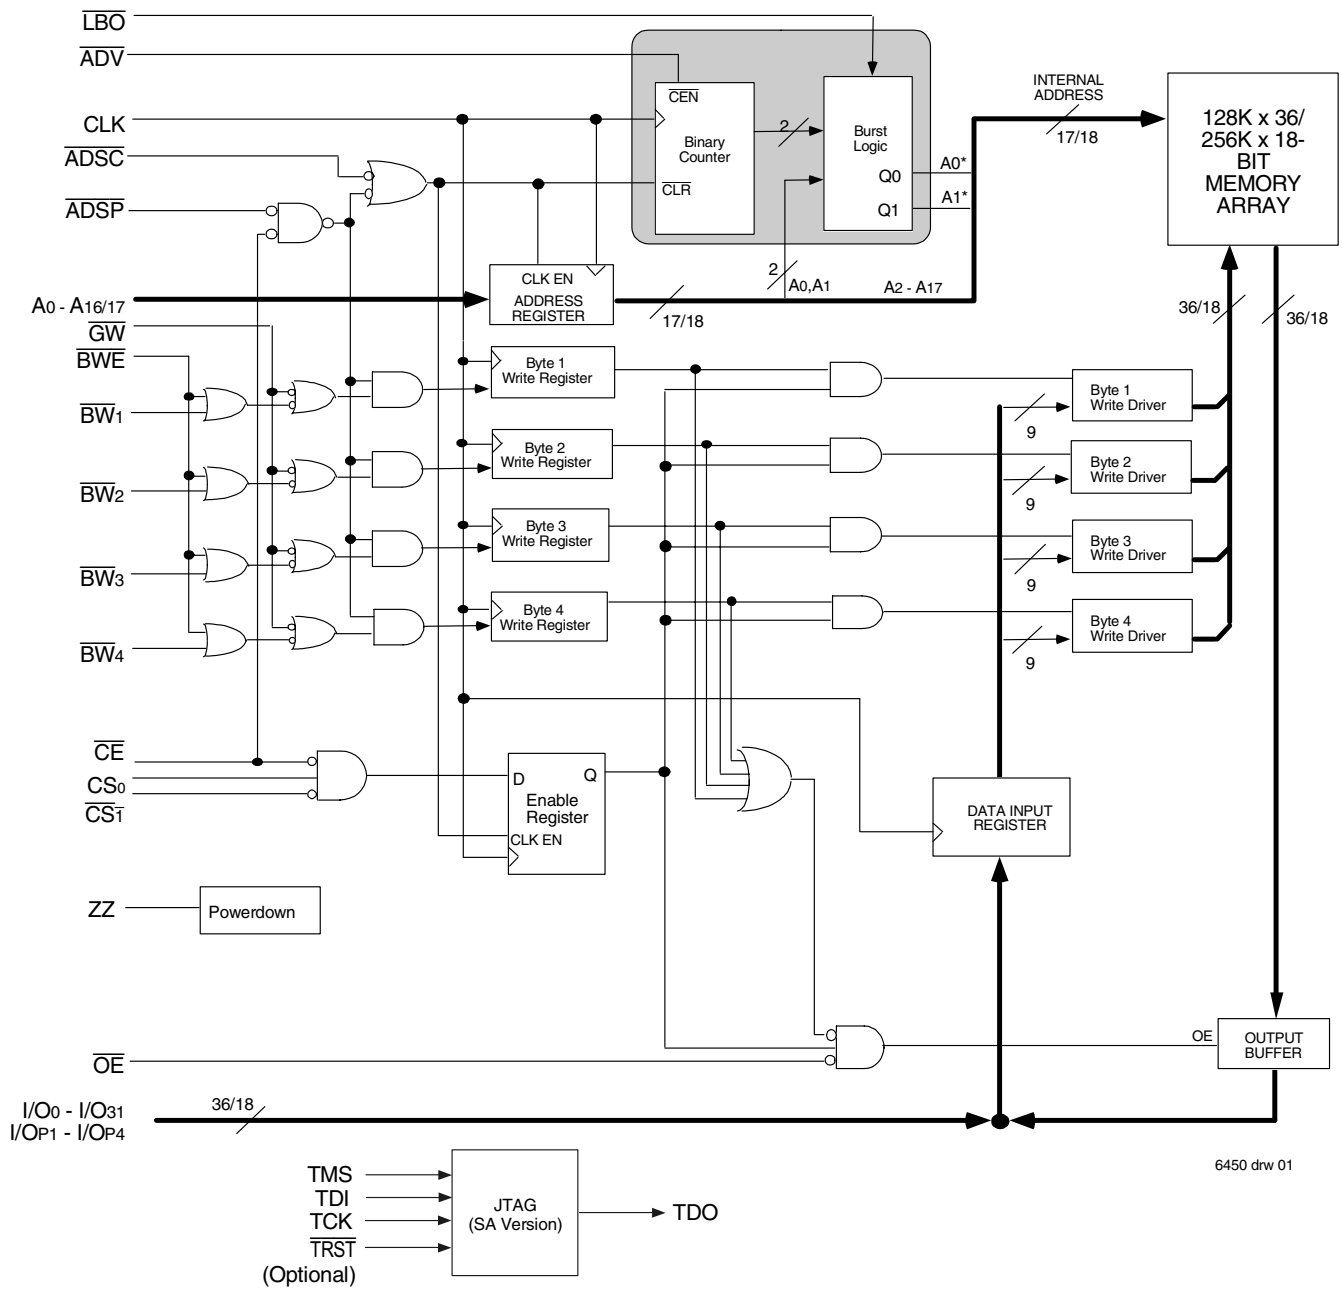 LBO
ADV
CLK
ADSC
ADSP
A0 - A16/17
GW
BWE
BW1
BW2
BW3
BW4
CE
CS0
CS1
ZZ
Powerdown
OE
I/O0 - I/O31
I/OP1 - I/OP4
36/18
CEN
Binary
Counter
CLR
2
Burst
Logic
Q0
Q1
A0*
A1*
INTERNAL
ADDRESS
17/18
128K x 36/
256K x 18-
BIT
MEMORY
ARRAY
CLK EN
ADDRESS
REGISTER
17/18
2
A0,A1
A2 - A17
36/18
36/18
Byte 1
Write Register
Byte 2
Write Register
Byte 3
Write Register
Byte 4
Write Register
Byte 1
Write Driver
9
Byte 2
Write Driver
9
Byte 3
Write Driver
9
Byte 4
Write Driver
9
D
Q
Enable
Register
CLK EN
DATA INPUT
REGISTER
OE
OUTPUT
BUFFER
6450 drw 01
TMS
TDI
TCK
TRST
(Optional)
JTAG
(SA Version)
TDO